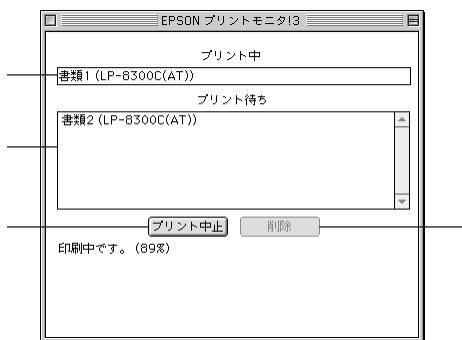 EPSON プリントモニタ!3
プリント中
書類1 (LP-8300C(AT))
プリント待ち
書類2 (LP-8300C(AT))
プリント中止 削除
印刷中です。(89%)